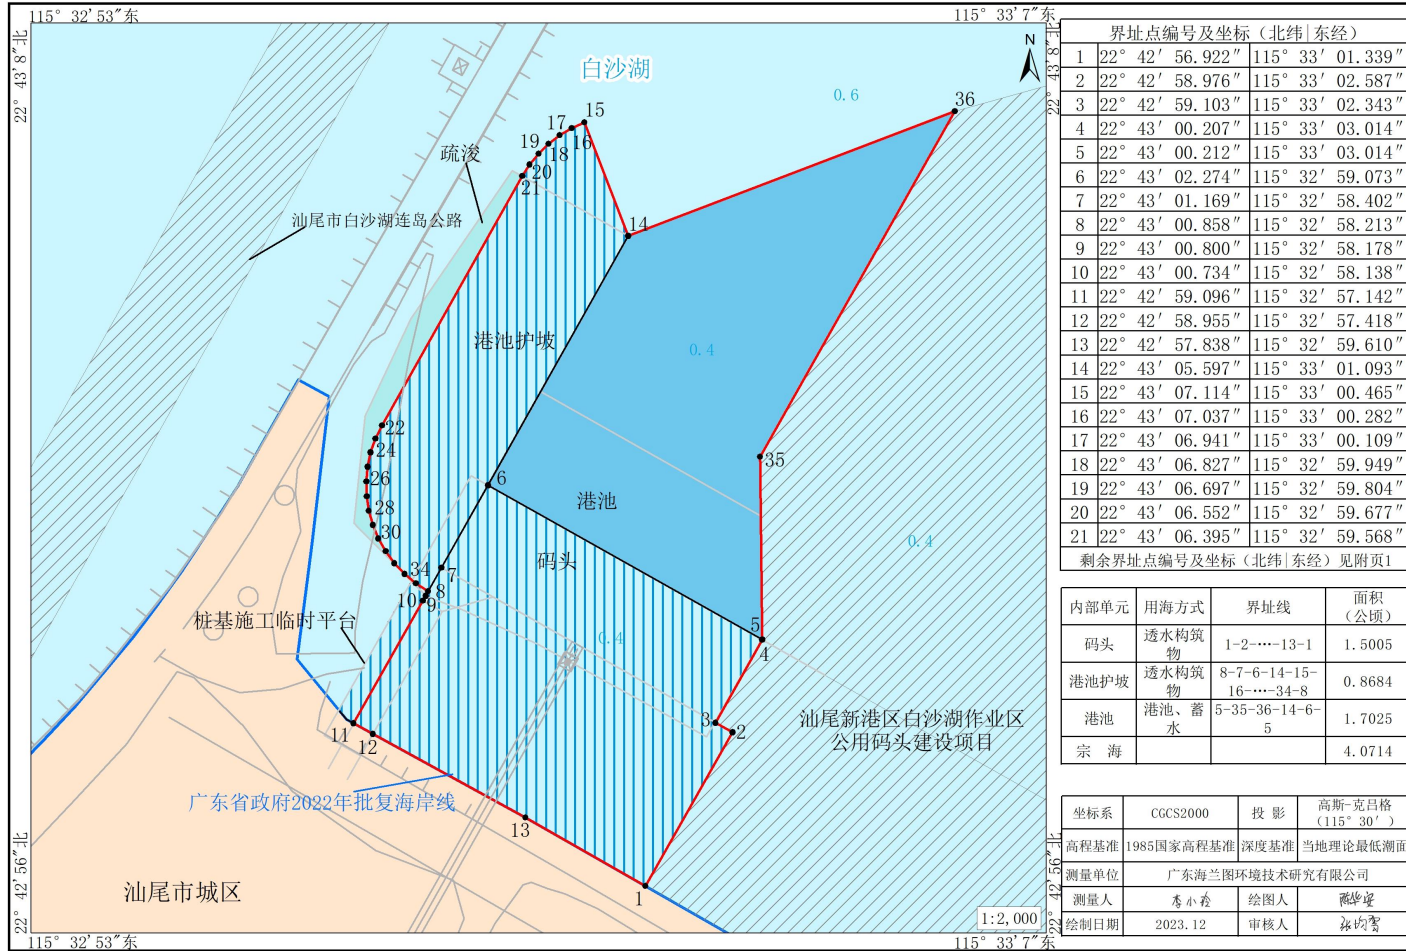 115° 32′ 53″东
115° 33′ 7″东
22° 43′ 8″北
22° 43′ 8″北
N
白沙湖
0.6
36
15
17
16
19
18
20
21
疏浚
汕尾市白沙湖连岛公路
14
港池护坡
0.4
22
24
26
28
30
34
35
6
港池
码头
0.4
7
8
9
10
桩基施工临时平台
0.4
5
4
3
2
汕尾新港区白沙湖作业区
公用码头建设项目
11
12
广东省政府2022年批复海岸线
13
汕尾市城区
1
1:2,000
22° 42′ 56″北
22° 42′ 56″北
115° 32′ 53″东
115° 33′ 7″东
界址点编号及坐标（北纬|东经）
1 22° 42′ 56.922″ 115° 33′ 01.339″
2 22° 42′ 58.976″ 115° 33′ 02.587″
3 22° 42′ 59.103″ 115° 33′ 02.343″
4 22° 43′ 00.207″ 115° 33′ 03.014″
5 22° 43′ 00.212″ 115° 33′ 03.014″
6 22° 43′ 02.274″ 115° 32′ 59.073″
7 22° 43′ 01.169″ 115° 32′ 58.402″
8 22° 43′ 00.858″ 115° 32′ 58.213″
9 22° 43′ 00.800″ 115° 32′ 58.178″
10 22° 43′ 00.734″ 115° 32′ 58.138″
11 22° 42′ 59.096″ 115° 32′ 57.142″
12 22° 42′ 58.955″ 115° 32′ 57.418″
13 22° 42′ 57.838″ 115° 32′ 59.610″
14 22° 43′ 05.597″ 115° 33′ 01.093″
15 22° 43′ 07.114″ 115° 33′ 00.465″
16 22° 43′ 07.037″ 115° 33′ 00.282″
17 22° 43′ 06.941″ 115° 33′ 00.109″
18 22° 43′ 06.827″ 115° 32′ 59.949″
19 22° 43′ 06.697″ 115° 32′ 59.804″
20 22° 43′ 06.552″ 115° 32′ 59.677″
21 22° 43′ 06.395″ 115° 32′ 59.568″
剩余界址点编号及坐标（北纬|东经）见附页1
内部单元 用海方式 界址线 面积（公顷）
码头 透水构筑物 1-2-…-13-1 1.5005
港池护坡 透水构筑物 8-7-6-14-15-16-…-34-8 0.8684
港池 港池、蓄水 5-35-36-14-6-5 1.7025
宗 海 4.0714
坐标系 CGCS2000 投 影 高斯-克吕格（115° 30′）
高程基准 1985国家高程基准 深度基准 当地理论最低潮面
测量单位 广东海兰图环境技术研究有限公司
测量人 绘图人
绘制日期 2023.12 审核人